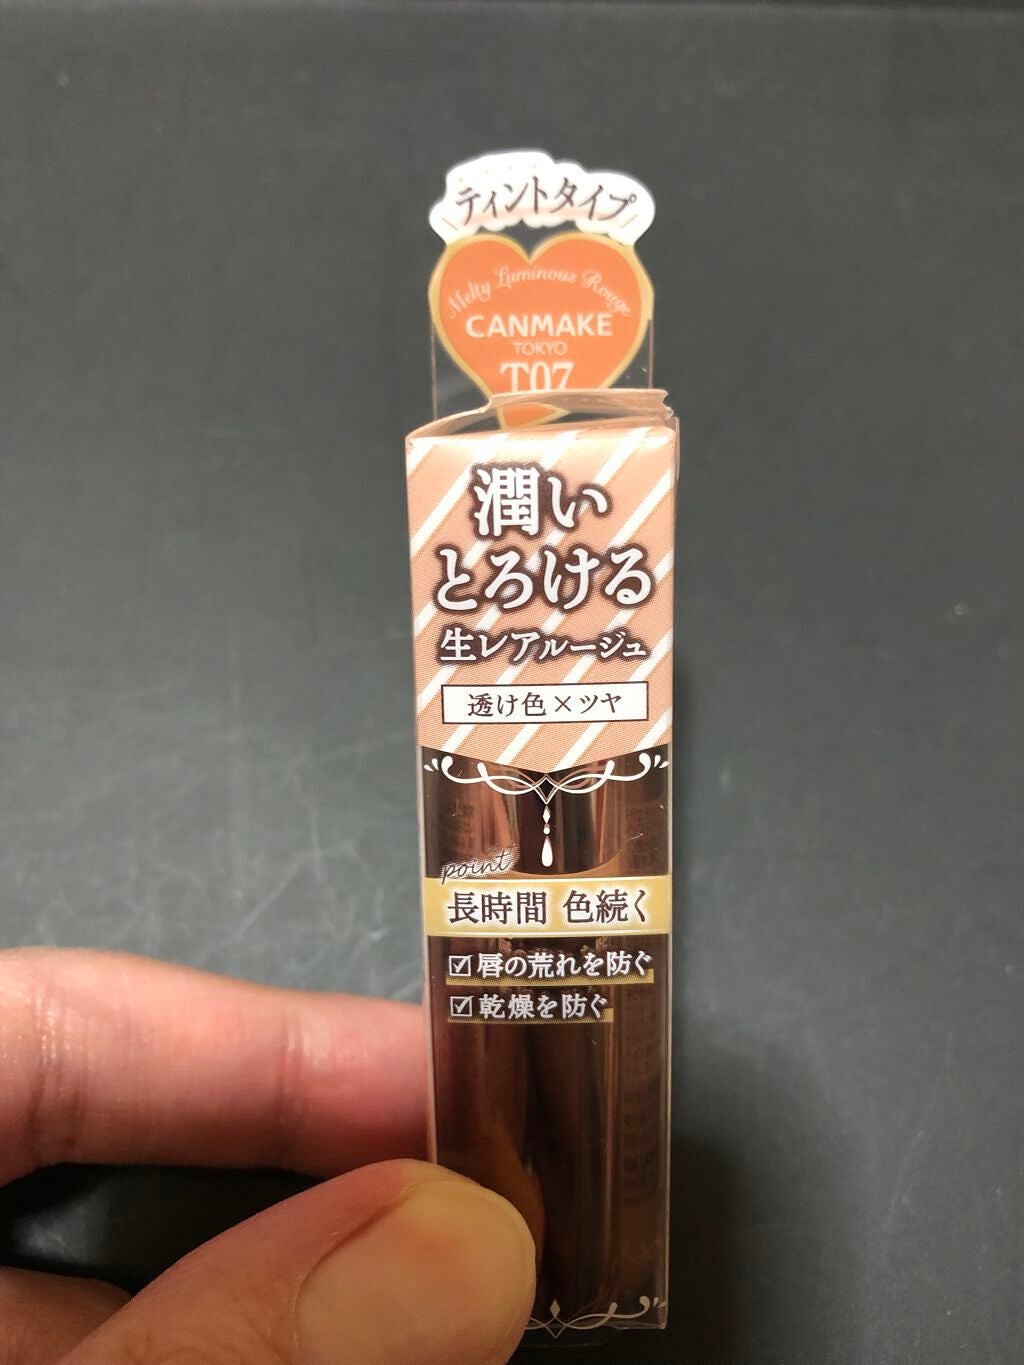 ティントタイプ
Melty Luminous Rouge
CANMAKE
TOKYO
T07
潤い
とろける
生レアルージュ
透け色×ツヤ
point
長時間 色続く
☑唇の荒れを防ぐ
☑乾燥を防ぐ